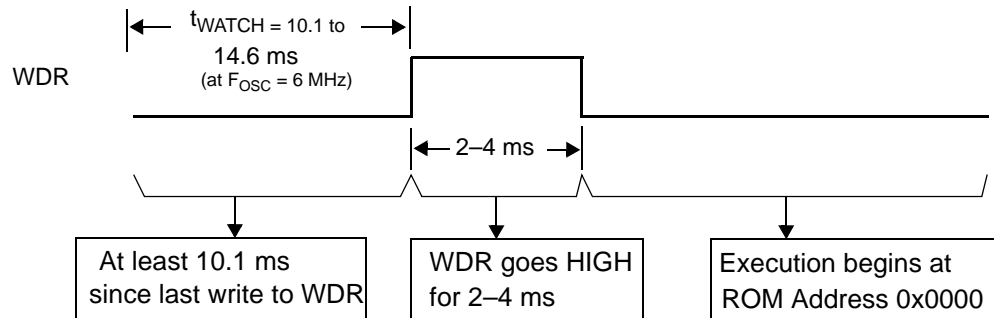 tWATCH = 10.1 to
14.6 ms
(at FOSC = 6 MHz)
WDR
2–4 ms
At least 10.1 ms
since last write to WDR
WDR goes HIGH
for 2–4 ms
Execution begins at
ROM Address 0x0000